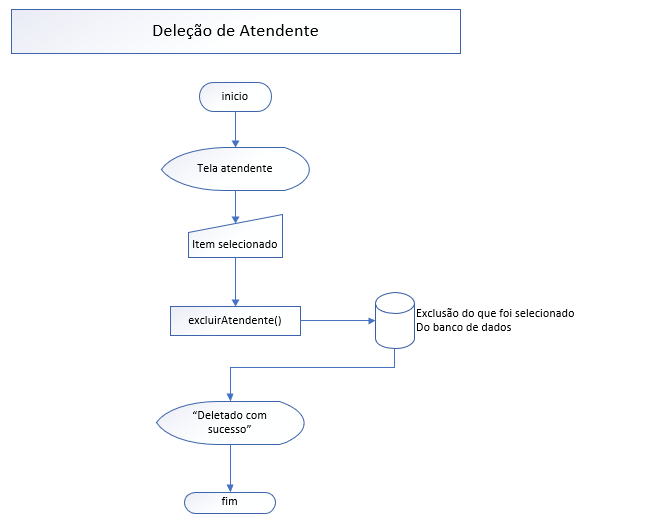 Deleção de Atendente
inicio
Tela atendente
Item selecionado
excluirAtendente()
Exclusão do que foi selecionado
Do banco de dados
“Deletado com
sucesso”
fim